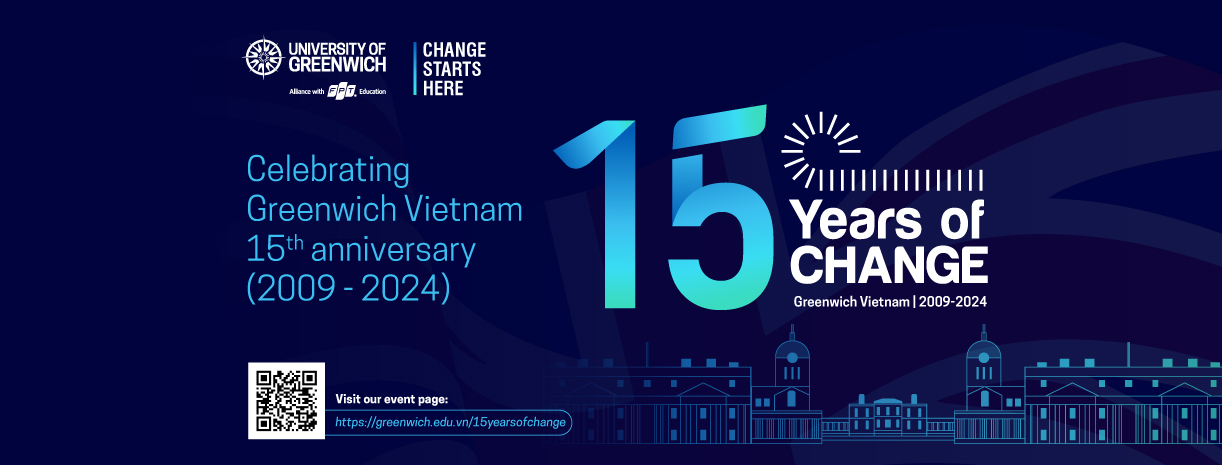 UNIVERSITY OF
GREENWICH
Alliance with FPT Education
CHANGE
STARTS
HERE
Celebrating
Greenwich Vietnam
15th anniversary
(2009 - 2024)
15
Years of
CHANGE
Greenwich Vietnam | 2009-2024
Visit our event page:
https://greenwich.edu.vn/15yearsofchange